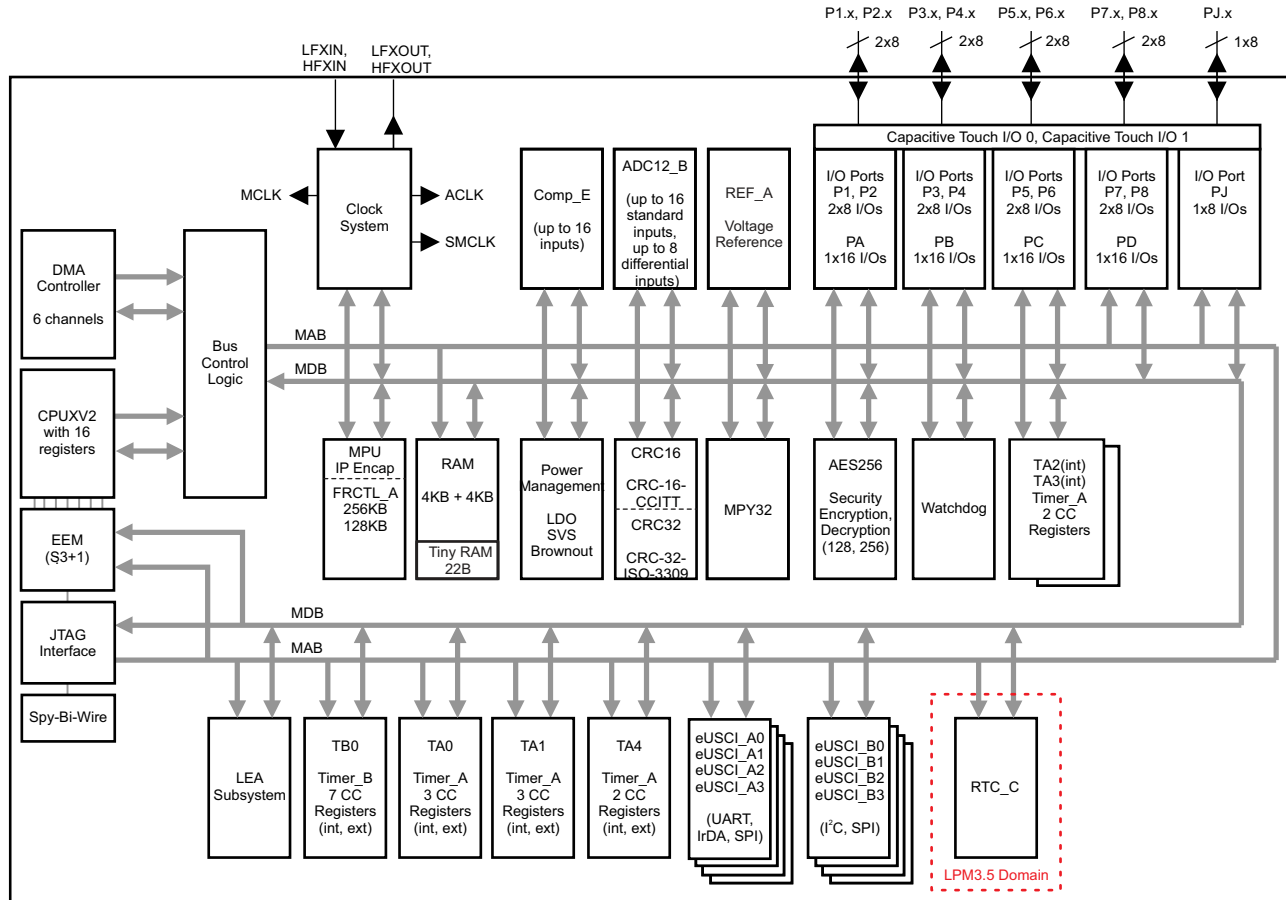 P1.x, P2.x
2x8
P3.x, P4.x
2x8
P5.x, P6.x
2x8
P7.x, P8.x
2x8
PJ.x
1x8
LFXIN,
HFXIN
LFXOUT,
HFXOUT
Capacitive Touch I/O 0, Capacitive Touch I/O 1
MCLK
Clock
System
ACLK
SMCLK
Comp_E
(up to 16
inputs)
ADC12_B
(up to 16
standard
inputs,
up to 8
differential
inputs)
REF_A
Voltage
Reference
I/O Ports
P1, P2
2x8 I/Os
PA
1x16 I/Os
I/O Ports
P3, P4
2x8 I/Os
PB
1x16 I/Os
I/O Ports
P5, P6
2x8 I/Os
PC
1x16 I/Os
I/O Ports
P7, P8
2x8 I/Os
PD
1x16 I/Os
I/O Port
PJ
1x8 I/Os
DMA
Controller
6 channels
Bus
Control
Logic
MAB
MDB
CPUXV2
with 16
registers
MPU
IP Encap
FRCTL_A
256KB
128KB
RAM
4KB + 4KB
Tiny RAM
22B
Power
Management
LDO
SVS
Brownout
CRC16
CRC-16-
CCITT
CRC32
CRC-32-
ISO-3309
MPY32
AES256
Security
Encryption,
Decryption
(128, 256)
Watchdog
TA2(int)
TA3(int)
Timer_A
2 CC
Registers
EEM
(S3+1)
MDB
JTAG
Interface
MAB
Spy-Bi-Wire
LEA
Subsystem
TB0
Timer_B
7 CC
Registers
(int, ext)
TA0
Timer_A
3 CC
Registers
(int, ext)
TA1
Timer_A
3 CC
Registers
(int, ext)
TA4
Timer_A
2 CC
Registers
(int, ext)
eUSCI_A0
eUSCI_A1
eUSCI_A2
eUSCI_A3
(UART,
IrDA, SPI)
eUSCI_B0
eUSCI_B1
eUSCI_B2
eUSCI_B3
(I²C, SPI)
RTC_C
LPM3.5 Domain